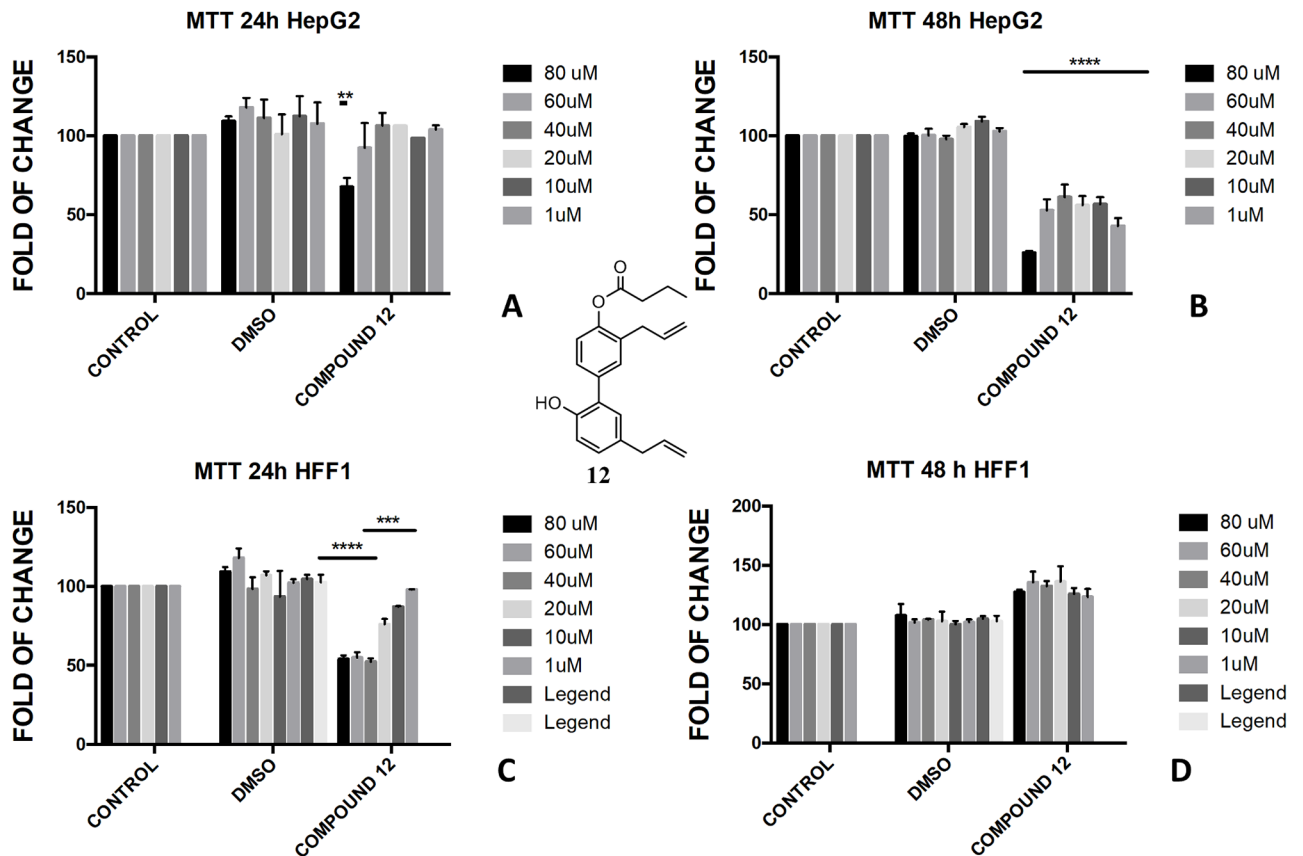 MTT 24h HepG2
FOLD OF CHANGE
150
100
50
0
CONTROL
DMSO
COMPOUND 12
**
80 uM
60uM
40uM
20uM
10uM
1uM
A
MTT 48h HepG2
FOLD OF CHANGE
150
100
50
0
CONTROL
DMSO
COMPOUND 12
****
80 uM
60uM
40uM
20uM
10uM
1uM
B
O
O
HO
12
MTT 24h HFF1
FOLD OF CHANGE
150
100
50
0
CONTROL
DMSO
COMPOUND 12
****
***
80 uM
60uM
40uM
20uM
10uM
1uM
Legend
Legend
C
MTT 48 h HFF1
FOLD OF CHANGE
200
150
100
50
0
CONTROL
DMSO
COMPOUND 12
80 uM
60uM
40uM
20uM
10uM
1uM
Legend
Legend
D